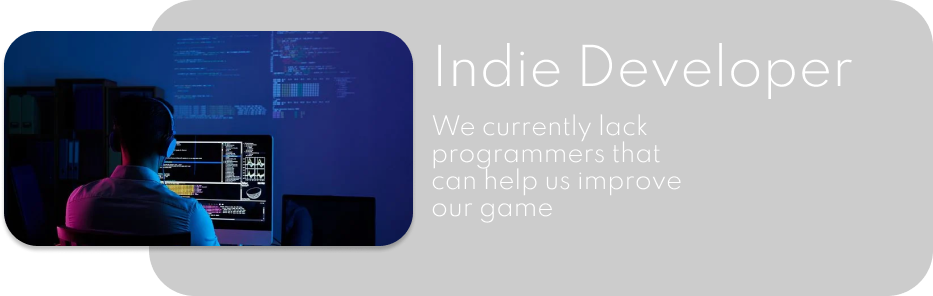 Indie Developer
We currently lack
programmers that
can help us improve
our game